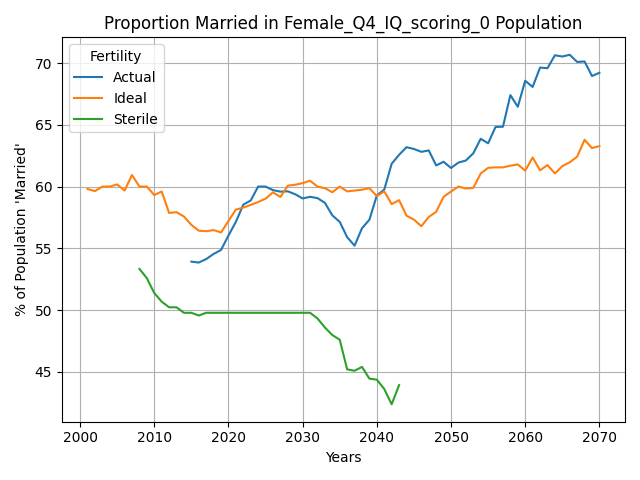 Proportion Married in Female_Q4_IQ_scoring_0 Population
Fertility
Actual
Ideal
Sterile
% of Population 'Married'
70
65
60
55
50
45
2000 2010 2020 2030 2040 2050 2060 2070
Years